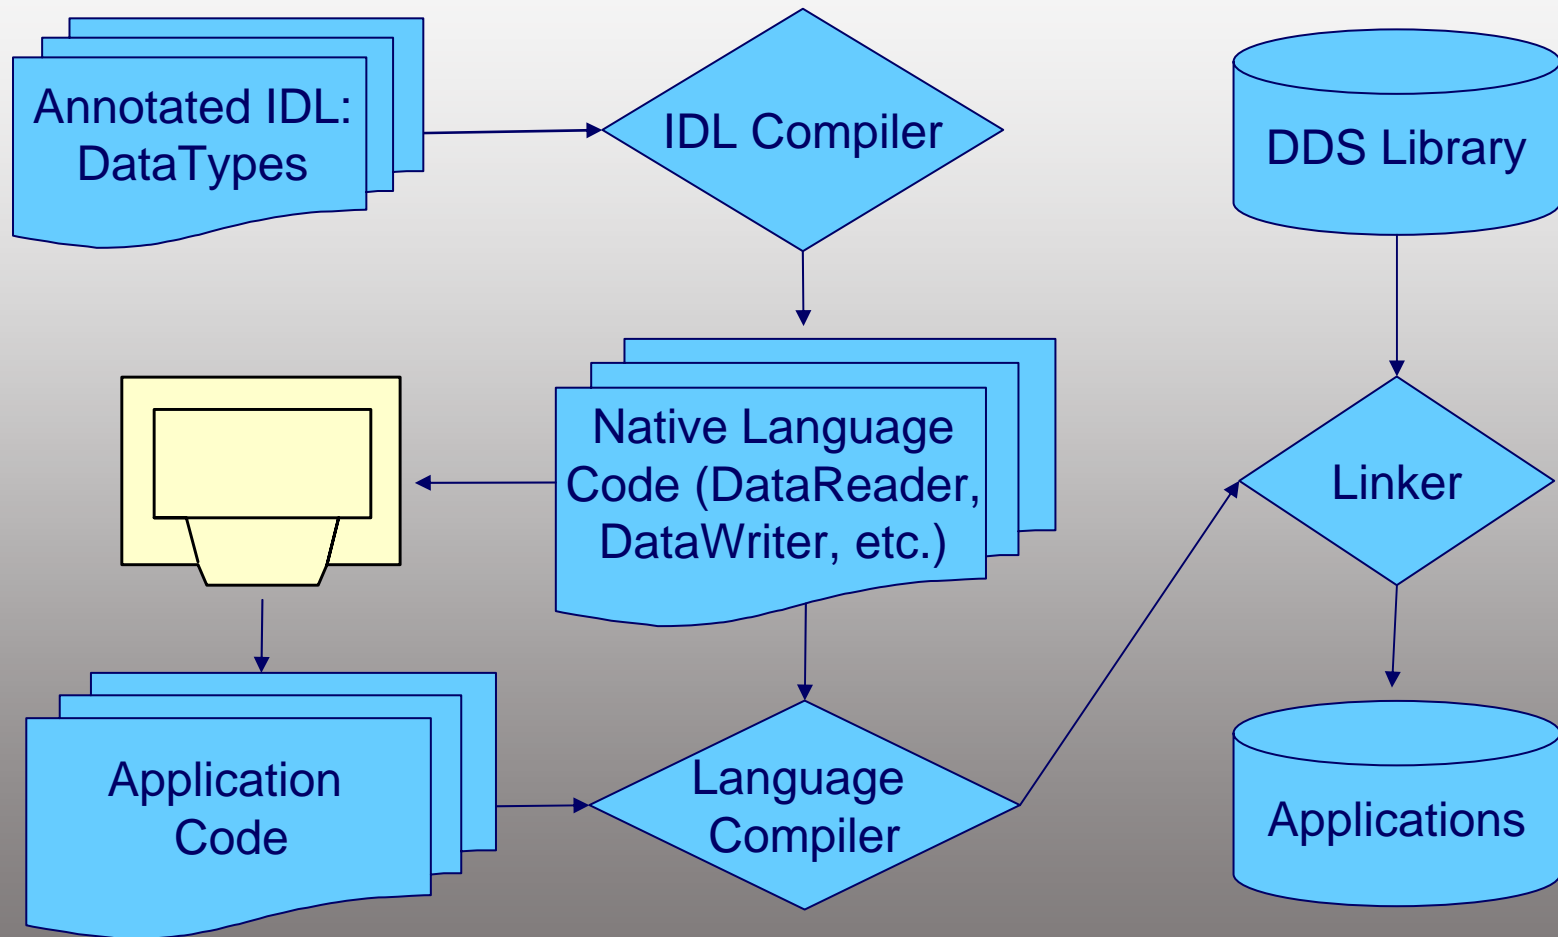 Annotated IDL:
DataTypes
IDL Compiler
DDS Library
Native Language
Code (DataReader,
DataWriter, etc.)
Linker
Application
Code
Language
Compiler
Applications